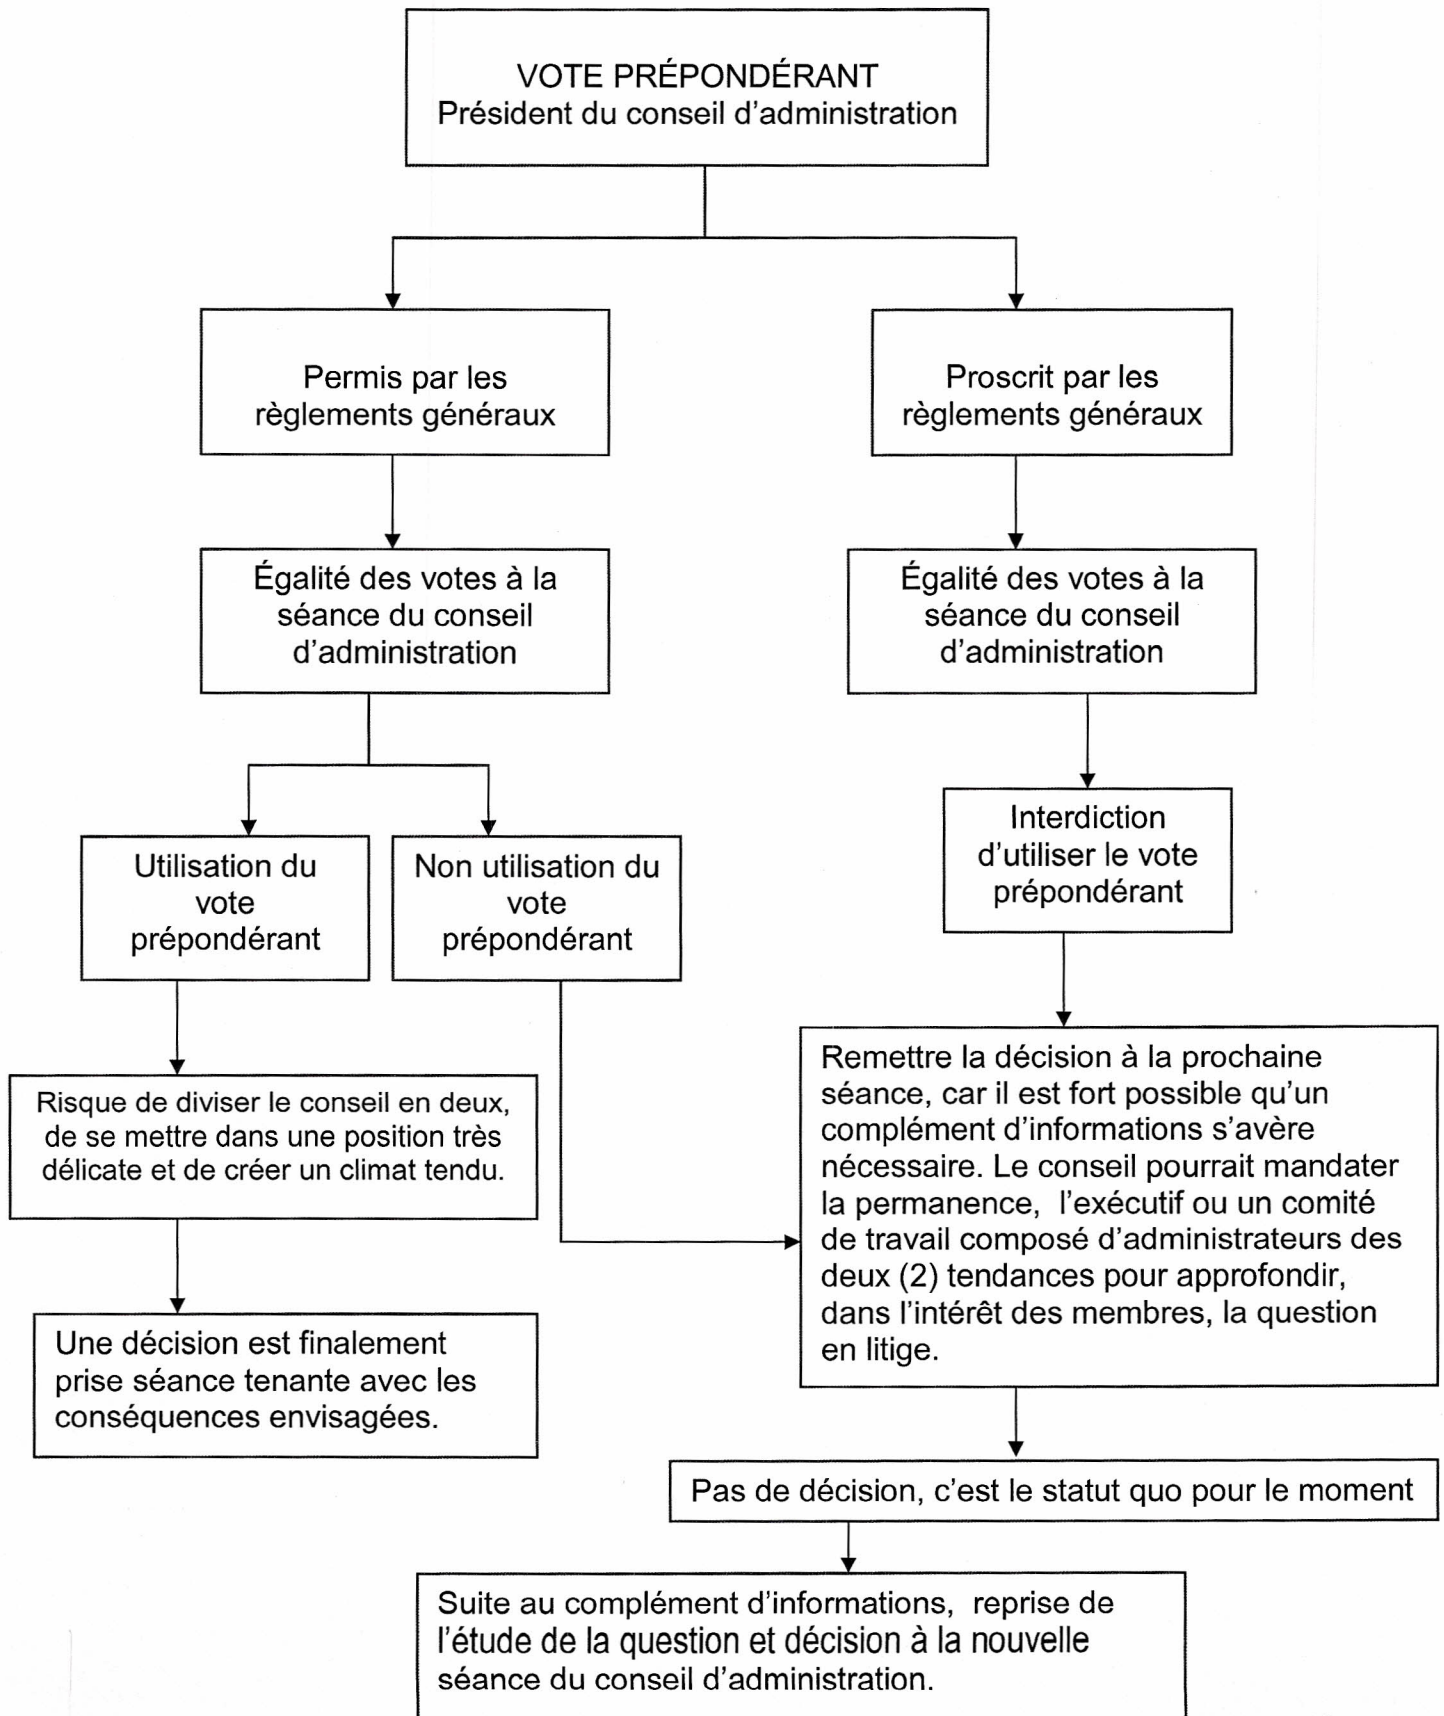 VOTE PRÉPONDÉRANT
Président du conseil d’administration
Permis par les
règlements généraux
Proscrit par les
règlements généraux
Égalité des votes à la
séance du conseil
d’administration
Égalité des votes à la
séance du conseil
d’administration
Utilisation du
vote
prépondérant
Non utilisation du
vote
prépondérant
Interdiction
d’utiliser le vote
prépondérant
Risque de diviser le conseil en deux,
de se mettre dans une position très
délicate et de créer un climat tendu.
Une décision est finalement
prise séance tenante avec les
conséquences envisagées.
Remettre la décision à la prochaine
séance, car il est fort possible qu’un
complément d’informations s’avère
nécessaire. Le conseil pourrait mandater
la permanence, l’exécutif ou un comité
de travail composé d’administrateurs des
deux (2) tendances pour approfondir,
dans l’intérêt des membres, la question
en litige.
Pas de décision, c’est le statut quo pour le moment
Suite au complément d’informations, reprise de
l’étude de la question et décision à la nouvelle
séance du conseil d’administration.